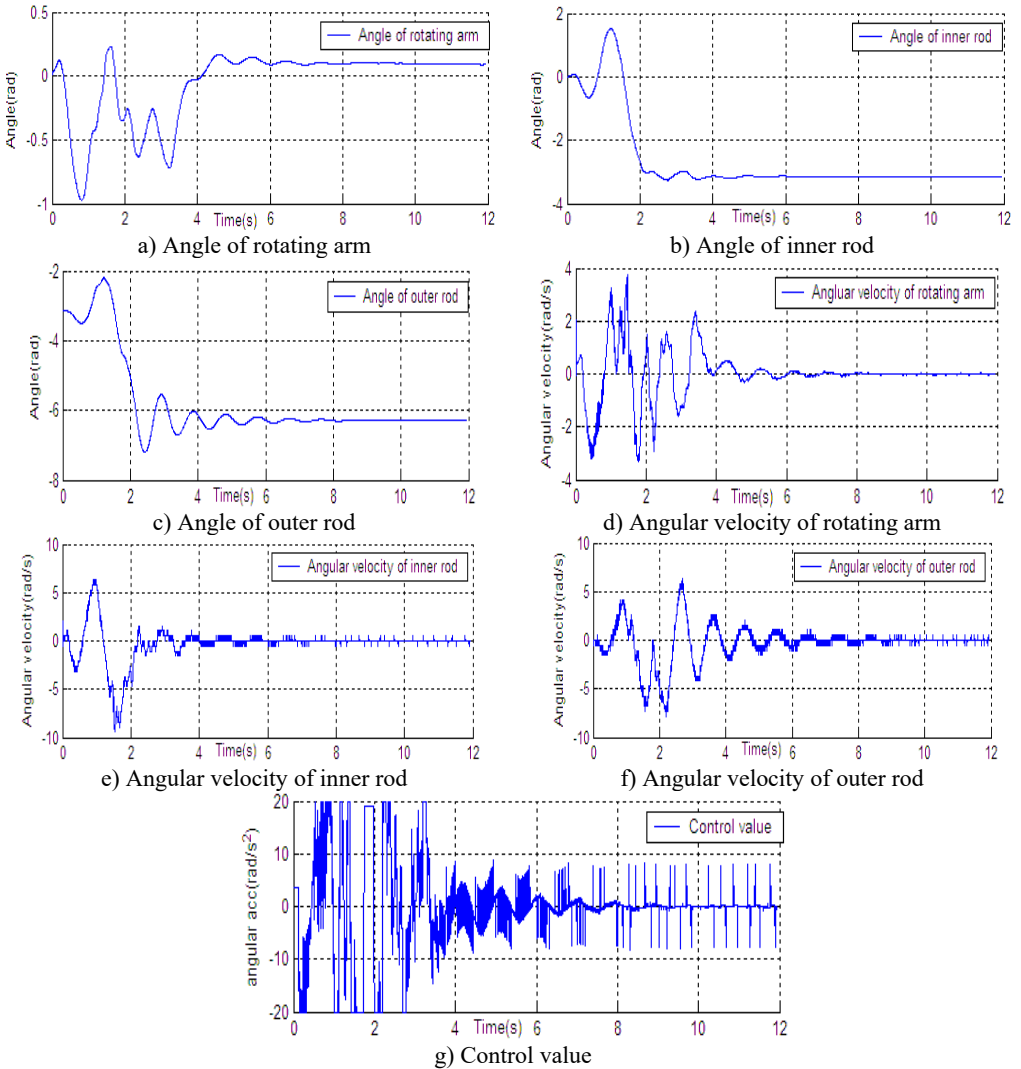 0.5
0
-0.5
-1
Angle(rad)
Angle of rotating arm
0 2 4 Time(s) 6 8 10 12
a) Angle of rotating arm
2
0
-2
-4
Angle(rad)
Angle of inner rod
0 2 4 Time(s) 6 8 10 12
b) Angle of inner rod
-2
-4
-6
-8
Angle(rad)
Angle of outer rod
0 2 4 Time(s) 6 8 10 12
c) Angle of outer rod
4
2
0
-2
-4
Angular velocity(rad/s)
Angluar velocity of rotating arm
0 2 4 Time(s) 6 8 10 12
d) Angular velocity of rotating arm
10
5
0
-5
-10
Angular velocity(rad/s)
Angular velocity of inner rod
0 2 4 Time(s) 6 8 10 12
e) Angular velocity of inner rod
10
5
0
-5
-10
Angular velocity(rad/s)
Angular velocity of outer rod
0 2 4 Time(s) 6 8 10 12
f) Angular velocity of outer rod
20
10
0
-10
-20
angular acc(rad/s²)
Control value
0 2 4 Time(s) 6 8 10 12
g) Control value